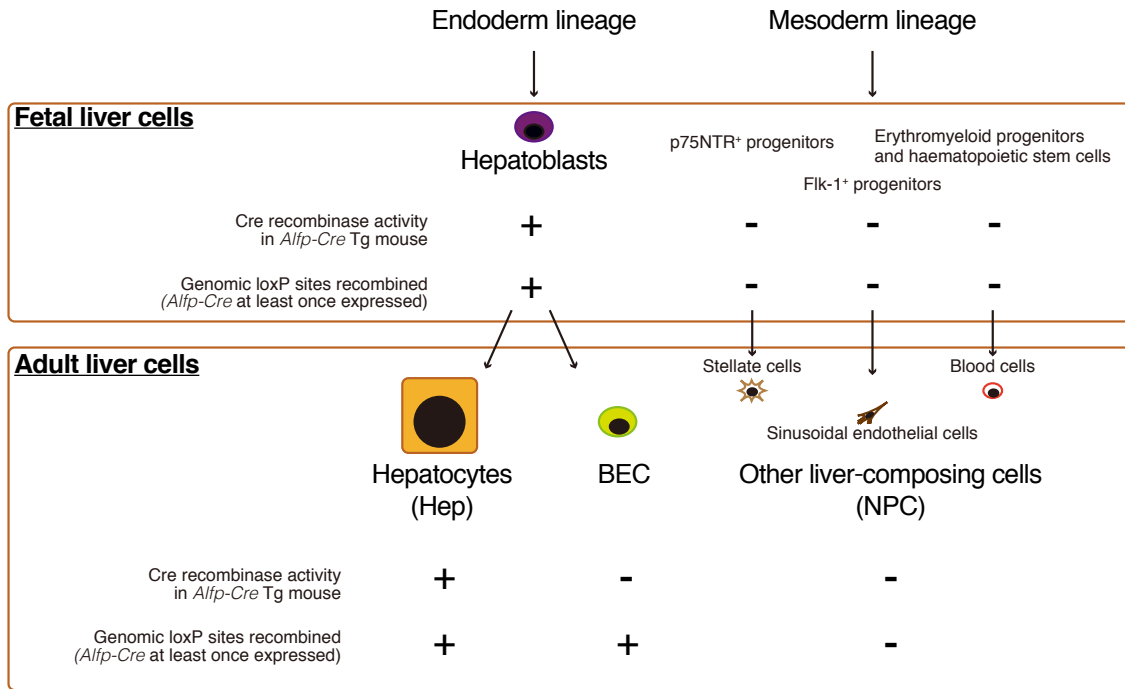 Endoderm lineage
Mesoderm lineage
Fetal liver cells
Hepatoblasts
p75NTR⁺ progenitors
Erythromyeloid progenitors
and haematopoietic stem cells
Flk-1⁺ progenitors
Cre recombinase activity
in Alfp-Cre Tg mouse
+ - - -
Genomic loxP sites recombined
(Alfp-Cre at least once expressed)
+ - - -
Adult liver cells
Stellate cells
Blood cells
Sinusoidal endothelial cells
Hepatocytes
(Hep)
BEC
Other liver-composing cells
(NPC)
Cre recombinase activity
in Alfp-Cre Tg mouse
+ - -
Genomic loxP sites recombined
(Alfp-Cre at least once expressed)
+ + -